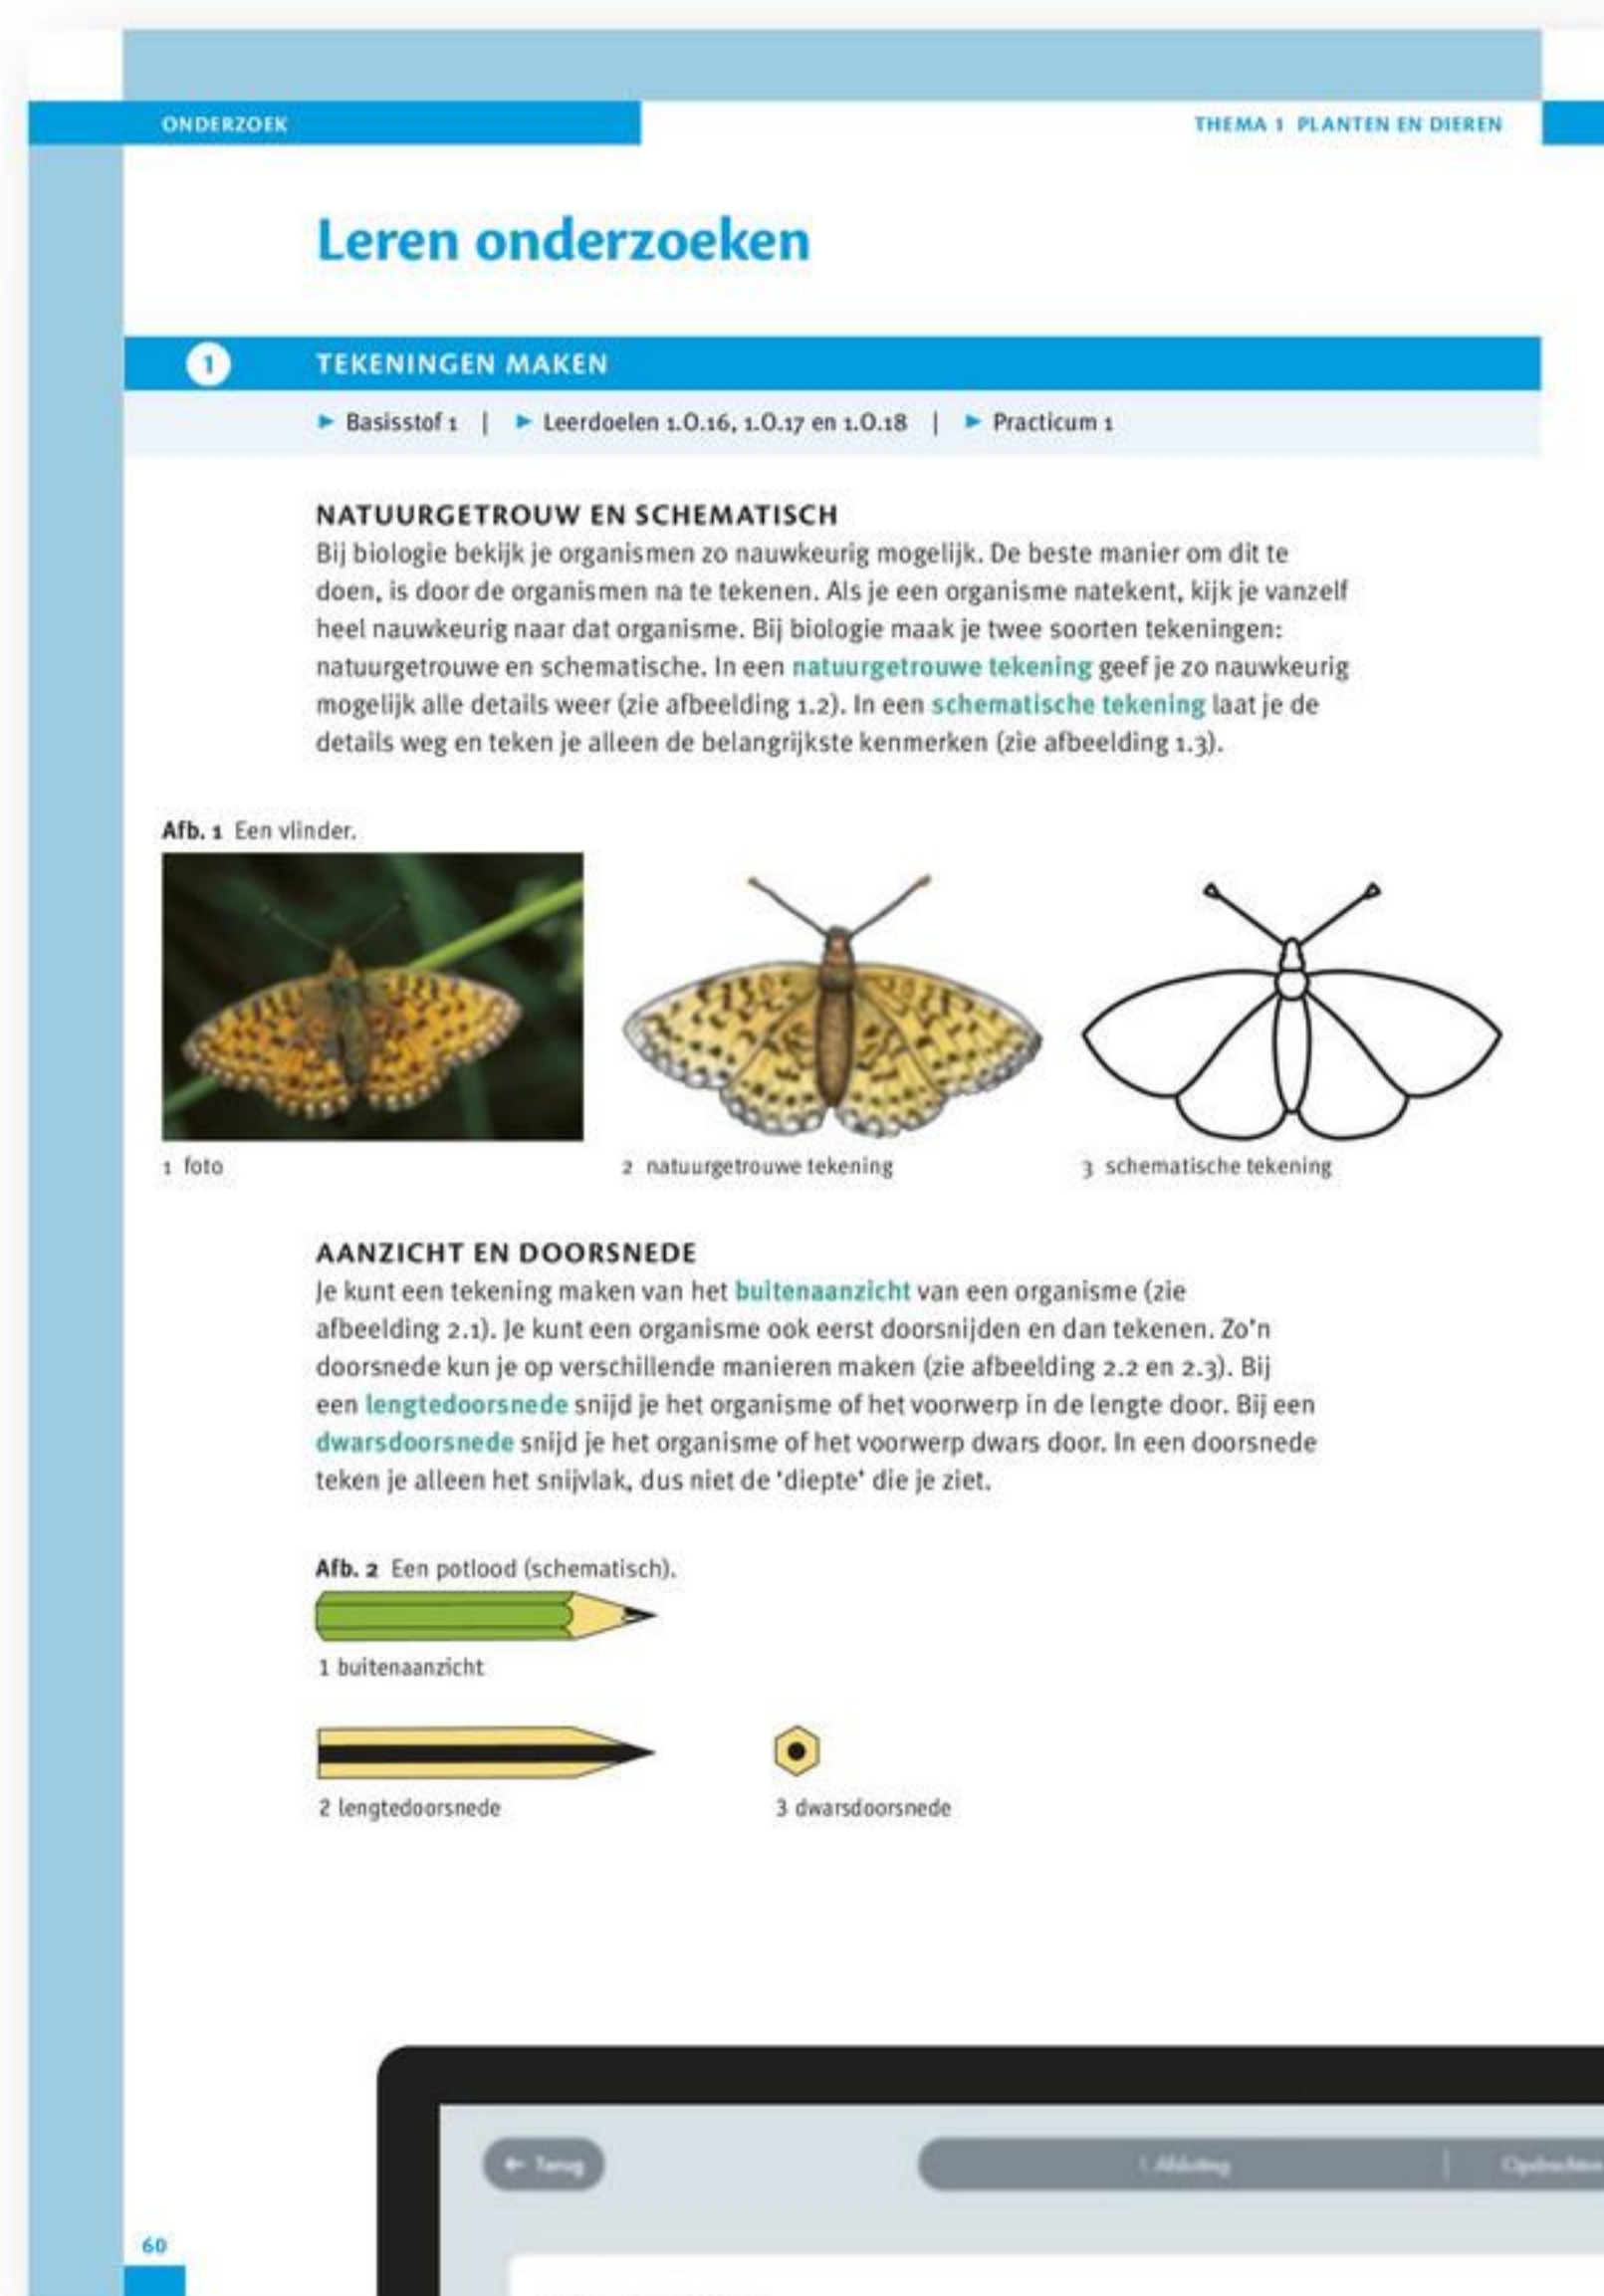 ONDERZOEK
THEMA 1 PLANTEN EN DIEREN
Leren onderzoeken
1 TEKENINGEN MAKEN
► Basisstof 1 | ► Leerdoelen 1.O.16, 1.O.17 en 1.O.18 | ► Practicum 1
NATUURGETROUW EN SCHEMATISCH
Bij biologie bekijk je organismen zo nauwkeurig mogelijk. De beste manier om dit te
doen, is door de organismen na te tekenen. Als je een organisme natekent, kijk je vanzelf
heel nauwkeurig naar dat organisme. Bij biologie maak je twee soorten tekeningen:
natuurgetrouwe en schematische. In een natuurgetrouwe tekening geef je zo nauwkeurig
mogelijk alle details weer (zie afbeelding 1.2). In een schematische tekening laat je de
details weg en teken je alleen de belangrijkste kenmerken (zie afbeelding 1.3).
Afb. 1 Een vlinder.
1 foto
2 natuurgetrouwe tekening
3 schematische tekening
AANZICHT EN DOORSNEDE
Je kunt een tekening maken van het buitenaanzicht van een organisme (zie
afbeelding 2.1). Je kunt een organisme ook eerst doorsnijden en dan tekenen. Zo'n
doorsnede kun je op verschillende manieren maken (zie afbeelding 2.2 en 2.3). Bij
een lengtedoorsnede snijd je het organisme of het voorwerp in de lengte door. Bij een
dwarsdoorsnede snijd je het organisme of het voorwerp dwars door. In een doorsnede
teken je alleen het snijvlak, dus niet de 'diepte' die je ziet.
Afb. 2 Een potlood (schematisch).
1 buitenaanzicht
2 lengtedoorsnede
3 dwarsdoorsnede
← Terug
60